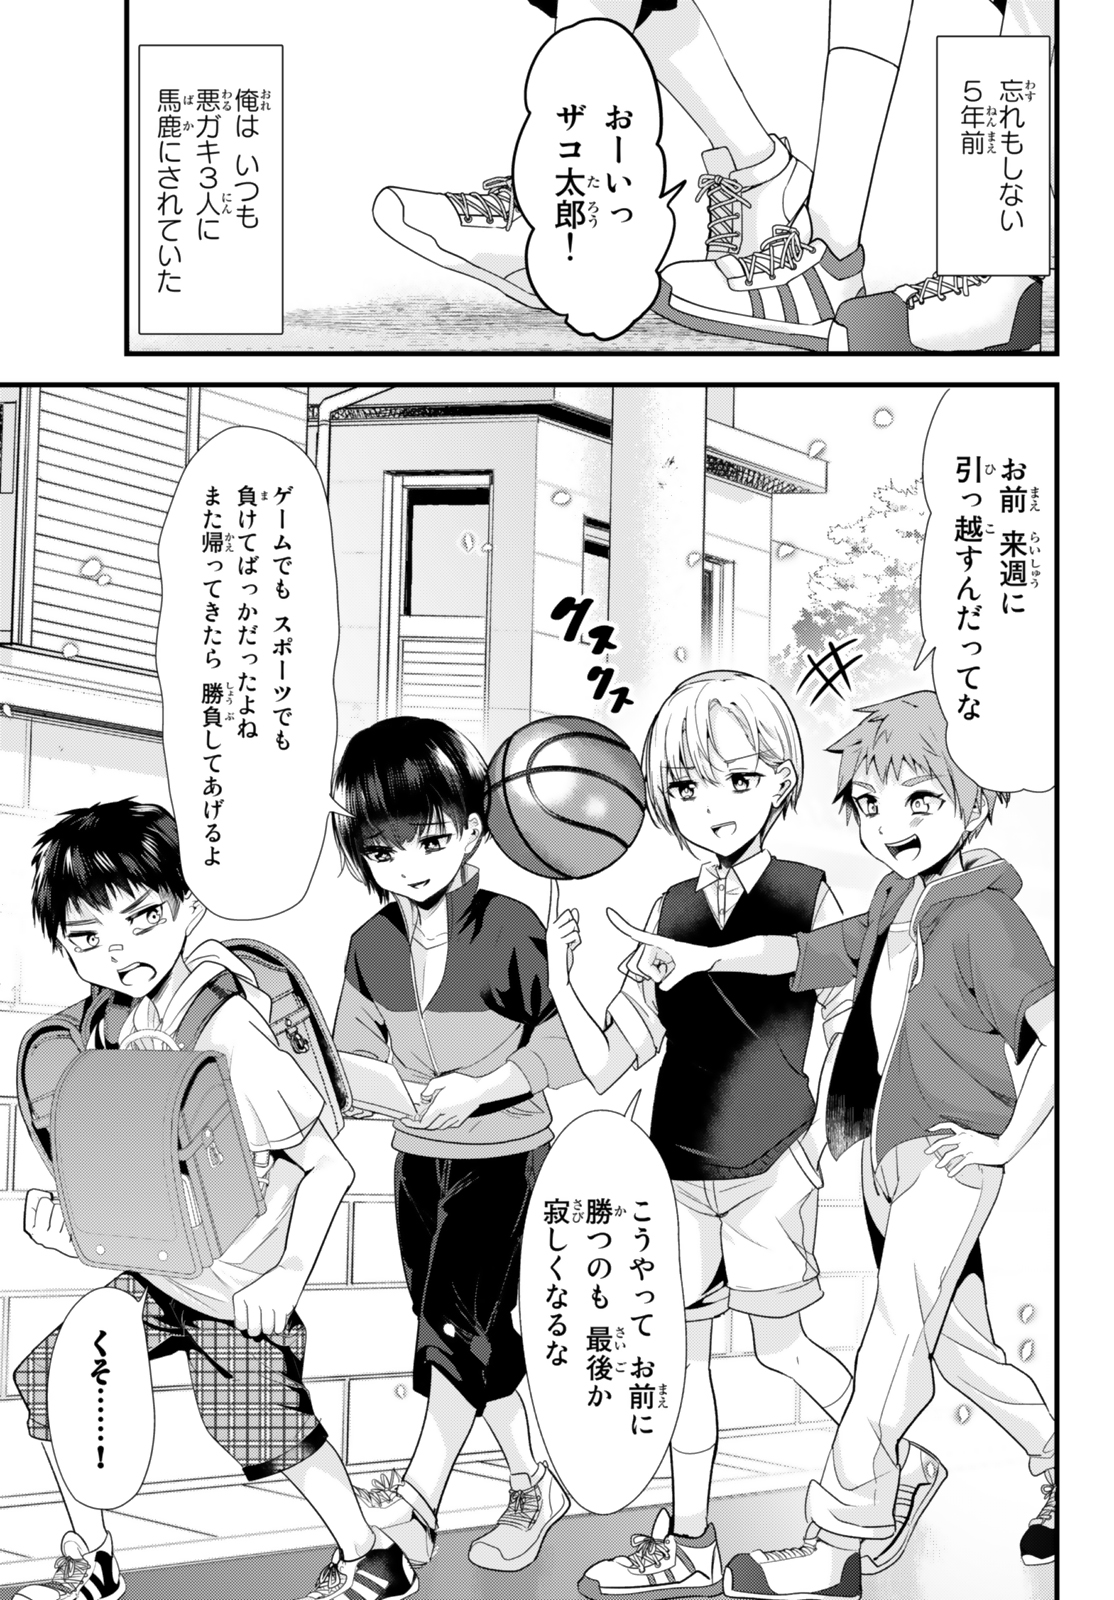 忘れもしない
5年前
おーいっ
ザコ太郎！
俺は いつも
悪ガキ3人に
馬鹿にされていた
お前 来週に
引っ越すんだってな
クスクス
ゲームでも スポーツでも
負けてばっかだったよね
また帰ってきたら 勝負してあげるよ
こうやって お前に
勝つのも 最後か
寂しくなるな
くそ……！